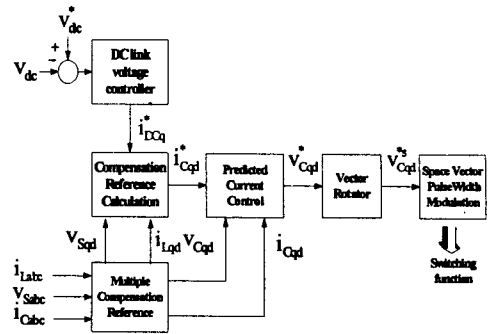 v*dc
+
−
vdc
DC link
voltage
controller
i*DCq
Compensation
Reference
Calculation
i*Cqd
Predicted
Current
Control
v*Cqd
Vector
Rotator
v*sCqd
Space Vector
PulseWidth
Modulation
vSqd
iLqd
vCqd
iCqd
Switching
function
iLabc
vSabc
iCabc
Multiple
Compensation
Reference